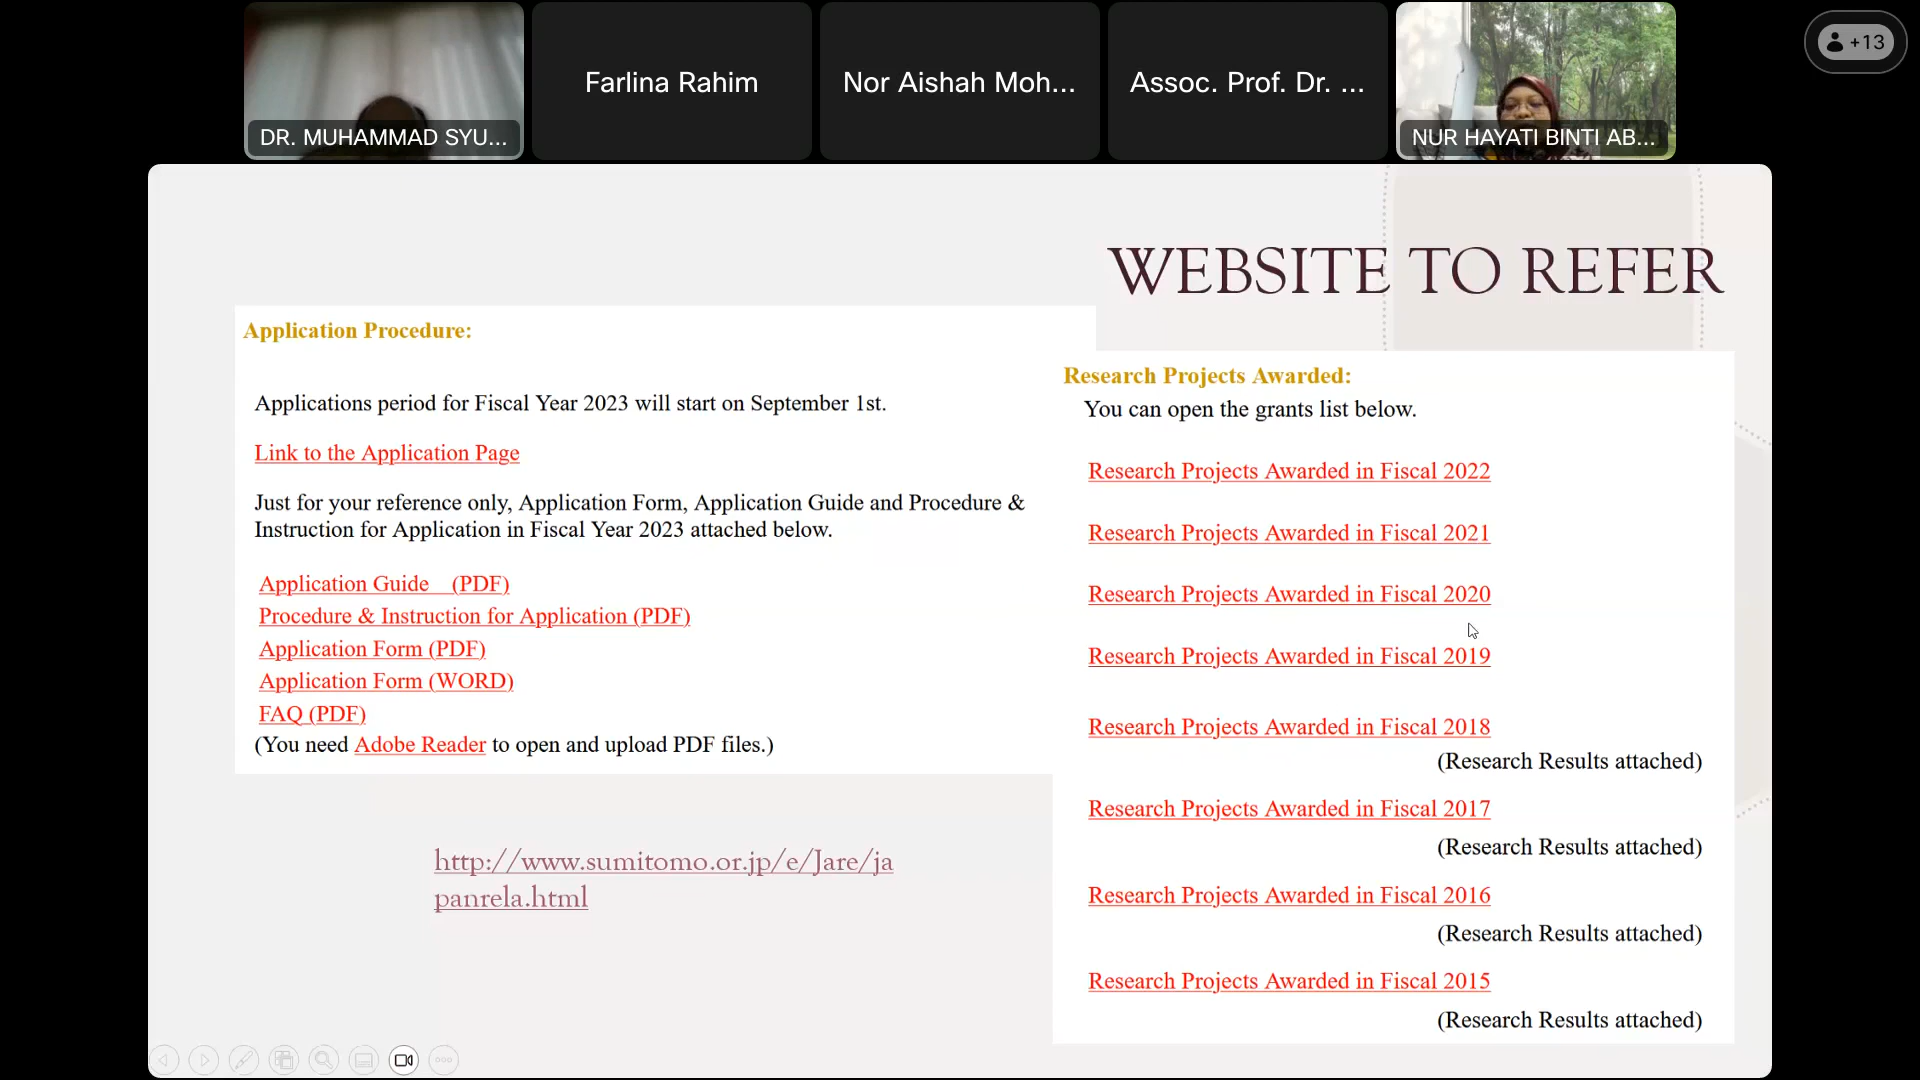 DR. MUHAMMAD SYU...
Farlina Rahim
Nor Aishah Moh...
Assoc. Prof. Dr. ...
NUR HAYATI BINTI AB...
+13
WEBSITE TO REFER
Application Procedure:
Applications period for Fiscal Year 2023 will start on September 1st.
Link to the Application Page
Just for your reference only, Application Form, Application Guide and Procedure &
Instruction for Application in Fiscal Year 2023 attached below.
Application Guide (PDF)
Procedure & Instruction for Application (PDF)
Application Form (PDF)
Application Form (WORD)
FAQ (PDF)
(You need Adobe Reader to open and upload PDF files.)
http://www.sumitomo.or.jp/e/Jare/ja
panrela.html
Research Projects Awarded:
You can open the grants list below.
Research Projects Awarded in Fiscal 2022
Research Projects Awarded in Fiscal 2021
Research Projects Awarded in Fiscal 2020
Research Projects Awarded in Fiscal 2019
Research Projects Awarded in Fiscal 2018
(Research Results attached)
Research Projects Awarded in Fiscal 2017
(Research Results attached)
Research Projects Awarded in Fiscal 2016
(Research Results attached)
Research Projects Awarded in Fiscal 2015
(Research Results attached)